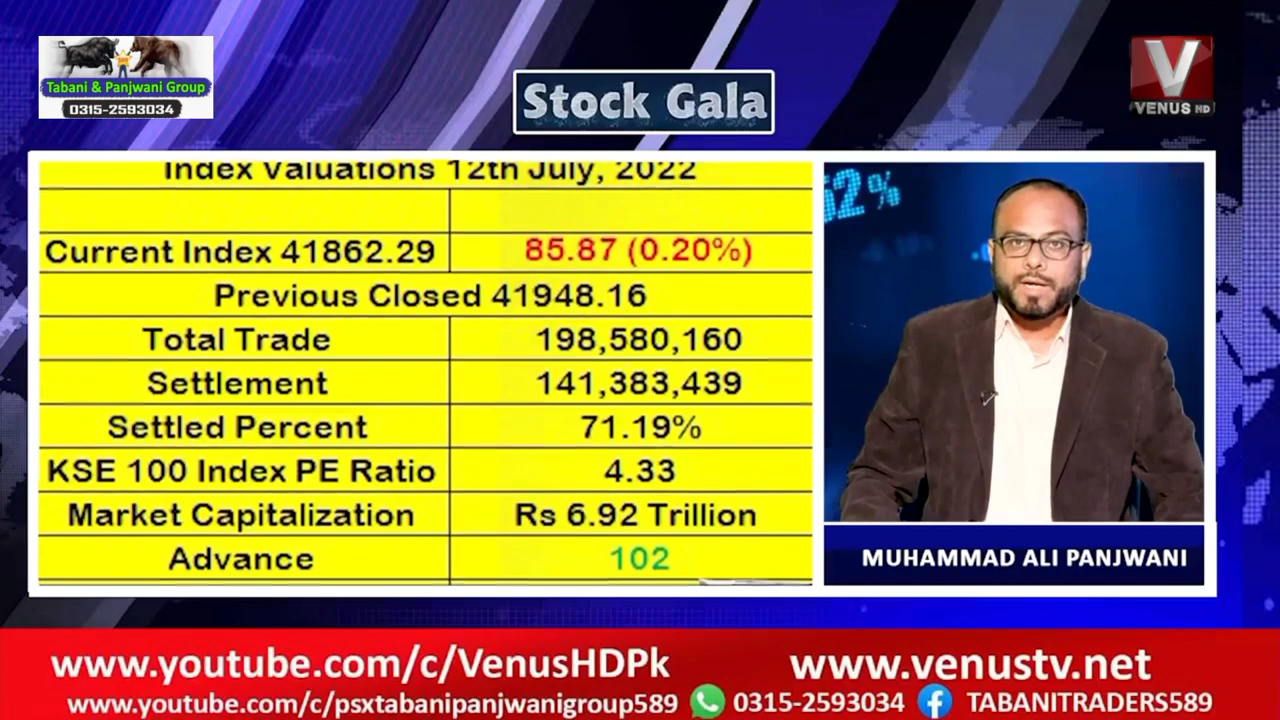 Tabani & Panjwani Group
0315-2593034
Stock Gala
V
VENUS HD
Index Valuations 12th July, 2022
Current Index 41862.29 85.87 (0.20%)
Previous Closed 41948.16
Total Trade 198,580,160
Settlement 141,383,439
Settled Percent 71.19%
KSE 100 Index PE Ratio 4.33
Market Capitalization Rs 6.92 Trillion
Advance 102
52%
MUHAMMAD ALI PANJWANI
www.youtube.com/c/VenusHDPk www.venustv.net
www.youtube.com/c/psxtabanipanjwanigroup589 0315-2593034 TABANITRADERS589